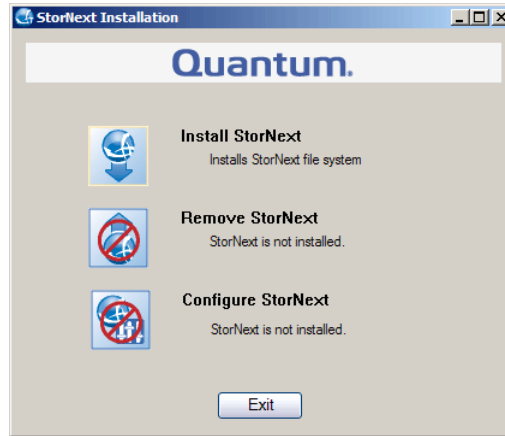 StorNext Installation
Quantum.
Install StorNext
Installs StorNext file system
Remove StorNext
StorNext is not installed.
Configure StorNext
StorNext is not installed.
Exit